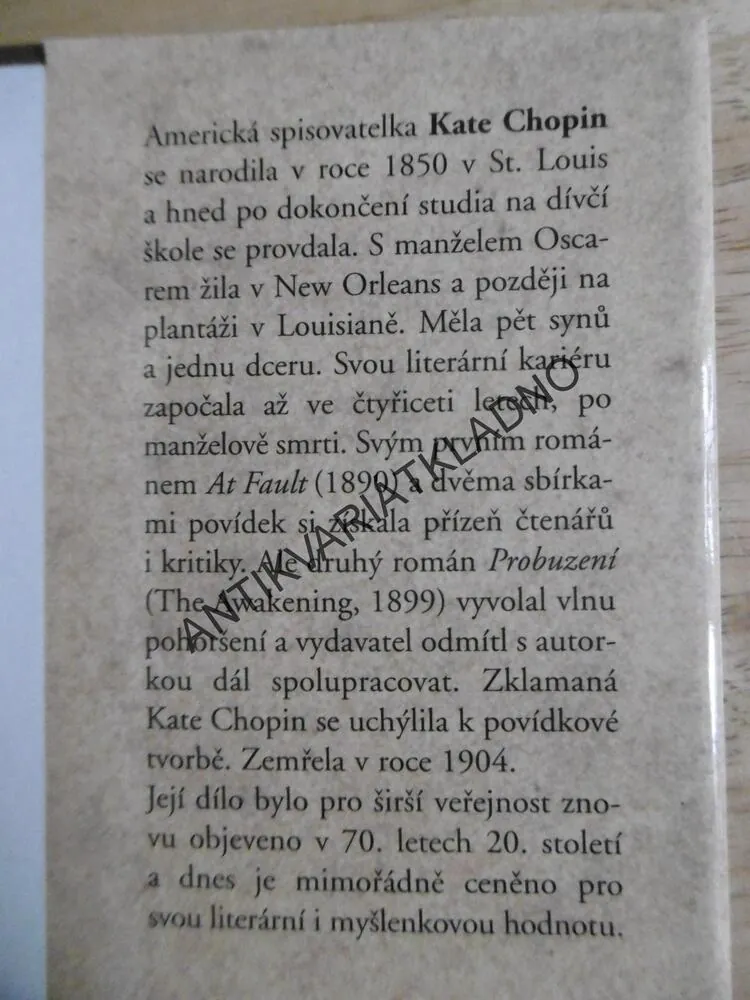 Americká spisovatelka Kate Chopin
se narodila v roce 1850 v St. Louis
a hned po dokončení studia na dívčí
škole se provdala. S manželem Osca-
rem žila v New Orleans a později na
plantáži v Louisianě. Měla pět synů
a jednu dceru. Svou literární kariéru
započala až ve čtyřiceti letech, po
manželově smrti. Svým prvním romá-
nem At Fault (1890) a dvěma sbírka-
mi povídek si získala přízeň čtenářů
i kritiky. Ale druhý román Probuzení
(The Awakening, 1899) vyvolal vlnu
pohoršení a vydavatel odmítl s autor-
kou dál spolupracovat. Zklamaná
Kate Chopin se uchýlila k povídkové
tvorbě. Zemřela v roce 1904.
Její dílo bylo pro širší veřejnost zno-
vu objeveno v 70. letech 20. století
a dnes je mimořádně ceněno pro
svou literární i myšlenkovou hodnotu.
ANTIKVARIATKLADNO